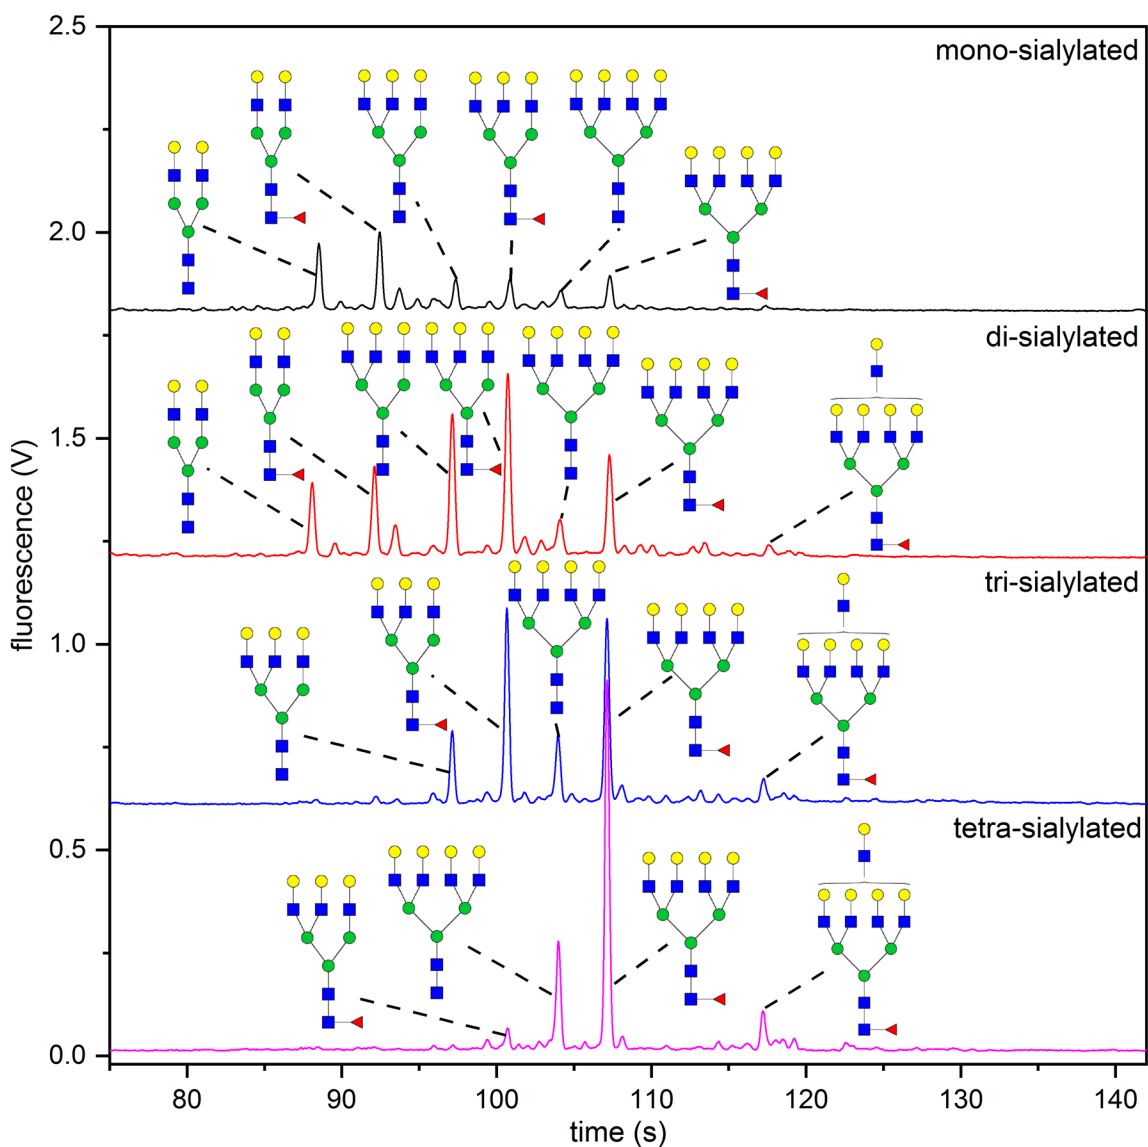 2.5
mono-sialylated
2.0
di-sialylated
1.5
tri-sialylated
1.0
tetra-sialylated
0.5
0.0
fluorescence (V)
80 90 100 110 120 130 140
time (s)